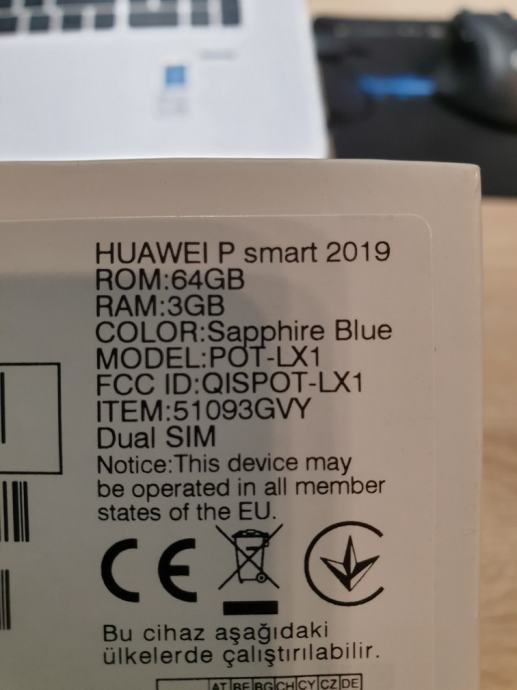 HUAWEI P smart 2019
ROM:64GB
RAM:3GB
COLOR:Sapphire Blue
MODEL:POT-LX1
FCC ID:QISPOT-LX1
ITEM:51093GVY
Dual SIM
Notice:This device may
be operated in all member
states of the EU.
CE
Bu cihaz aşağıdaki
ülkelerde çalıştırılabilir.
AT BE BG CH CY CZ DE